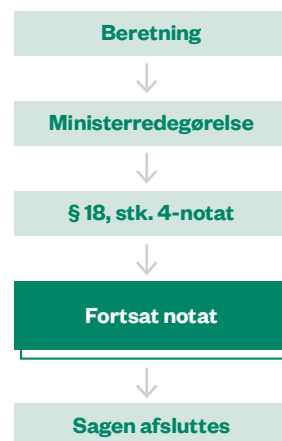 Beretning
Ministerredegørelse
§ 18, stk. 4-notat
Fortsat notat
Sagen afsluttes